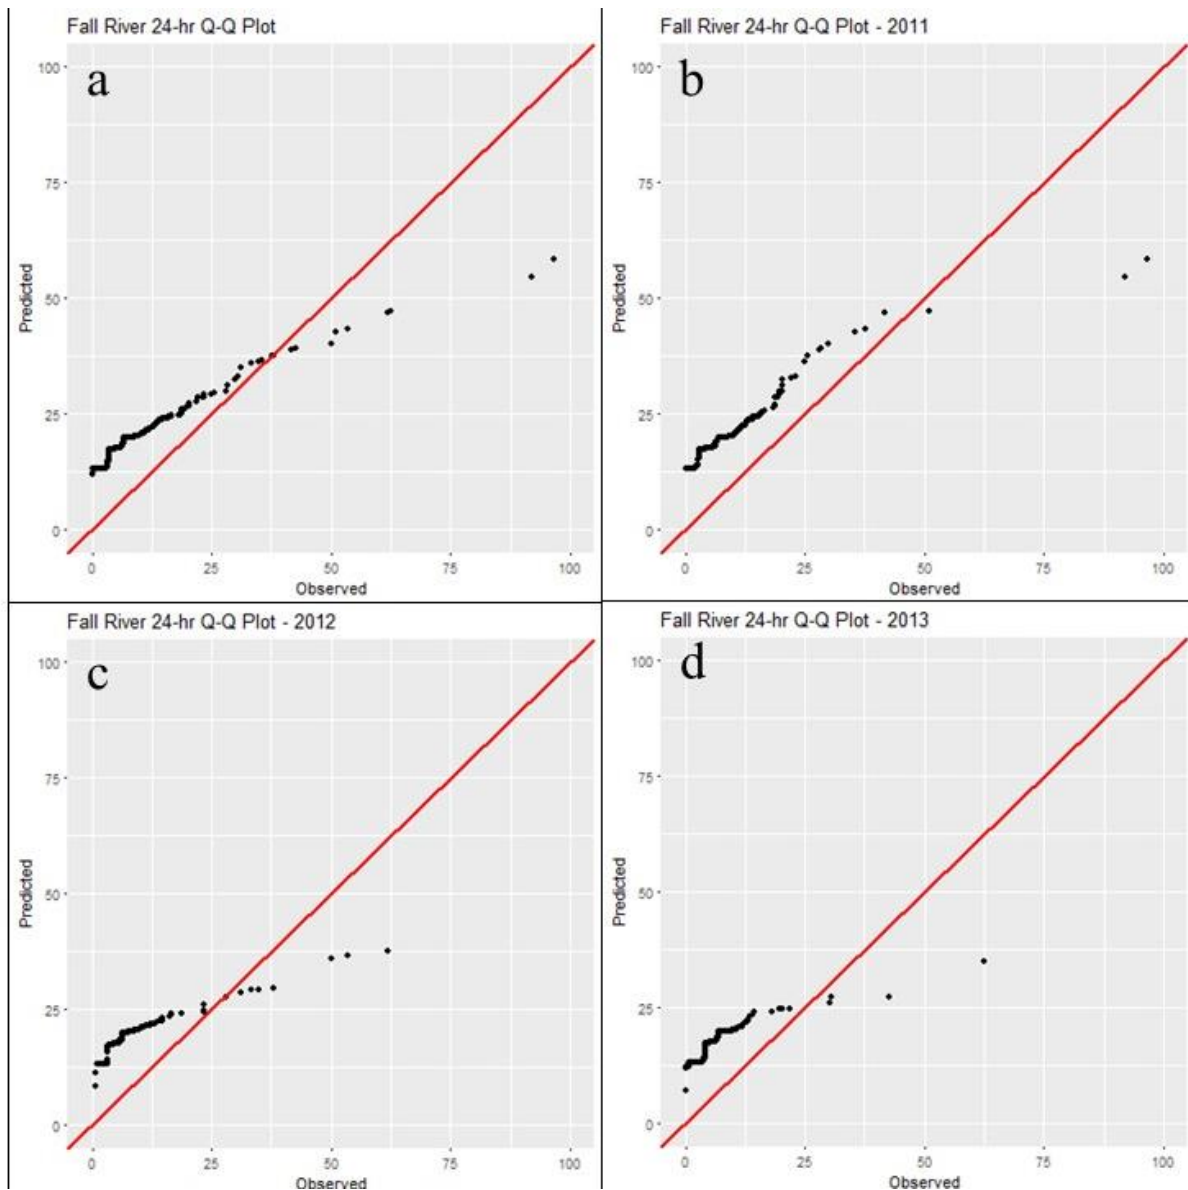 Fall River 24-hr Q-Q Plot
a
100
75
50
25
0
Predicted
0 25 50 75 100
Observed
Fall River 24-hr Q-Q Plot - 2011
b
100
75
50
25
0
Predicted
0 25 50 75 100
Observed
Fall River 24-hr Q-Q Plot - 2012
c
100
75
50
25
0
Predicted
0 25 50 75 100
Observed
Fall River 24-hr Q-Q Plot - 2013
d
100
75
50
25
0
Predicted
0 25 50 75 100
Observed